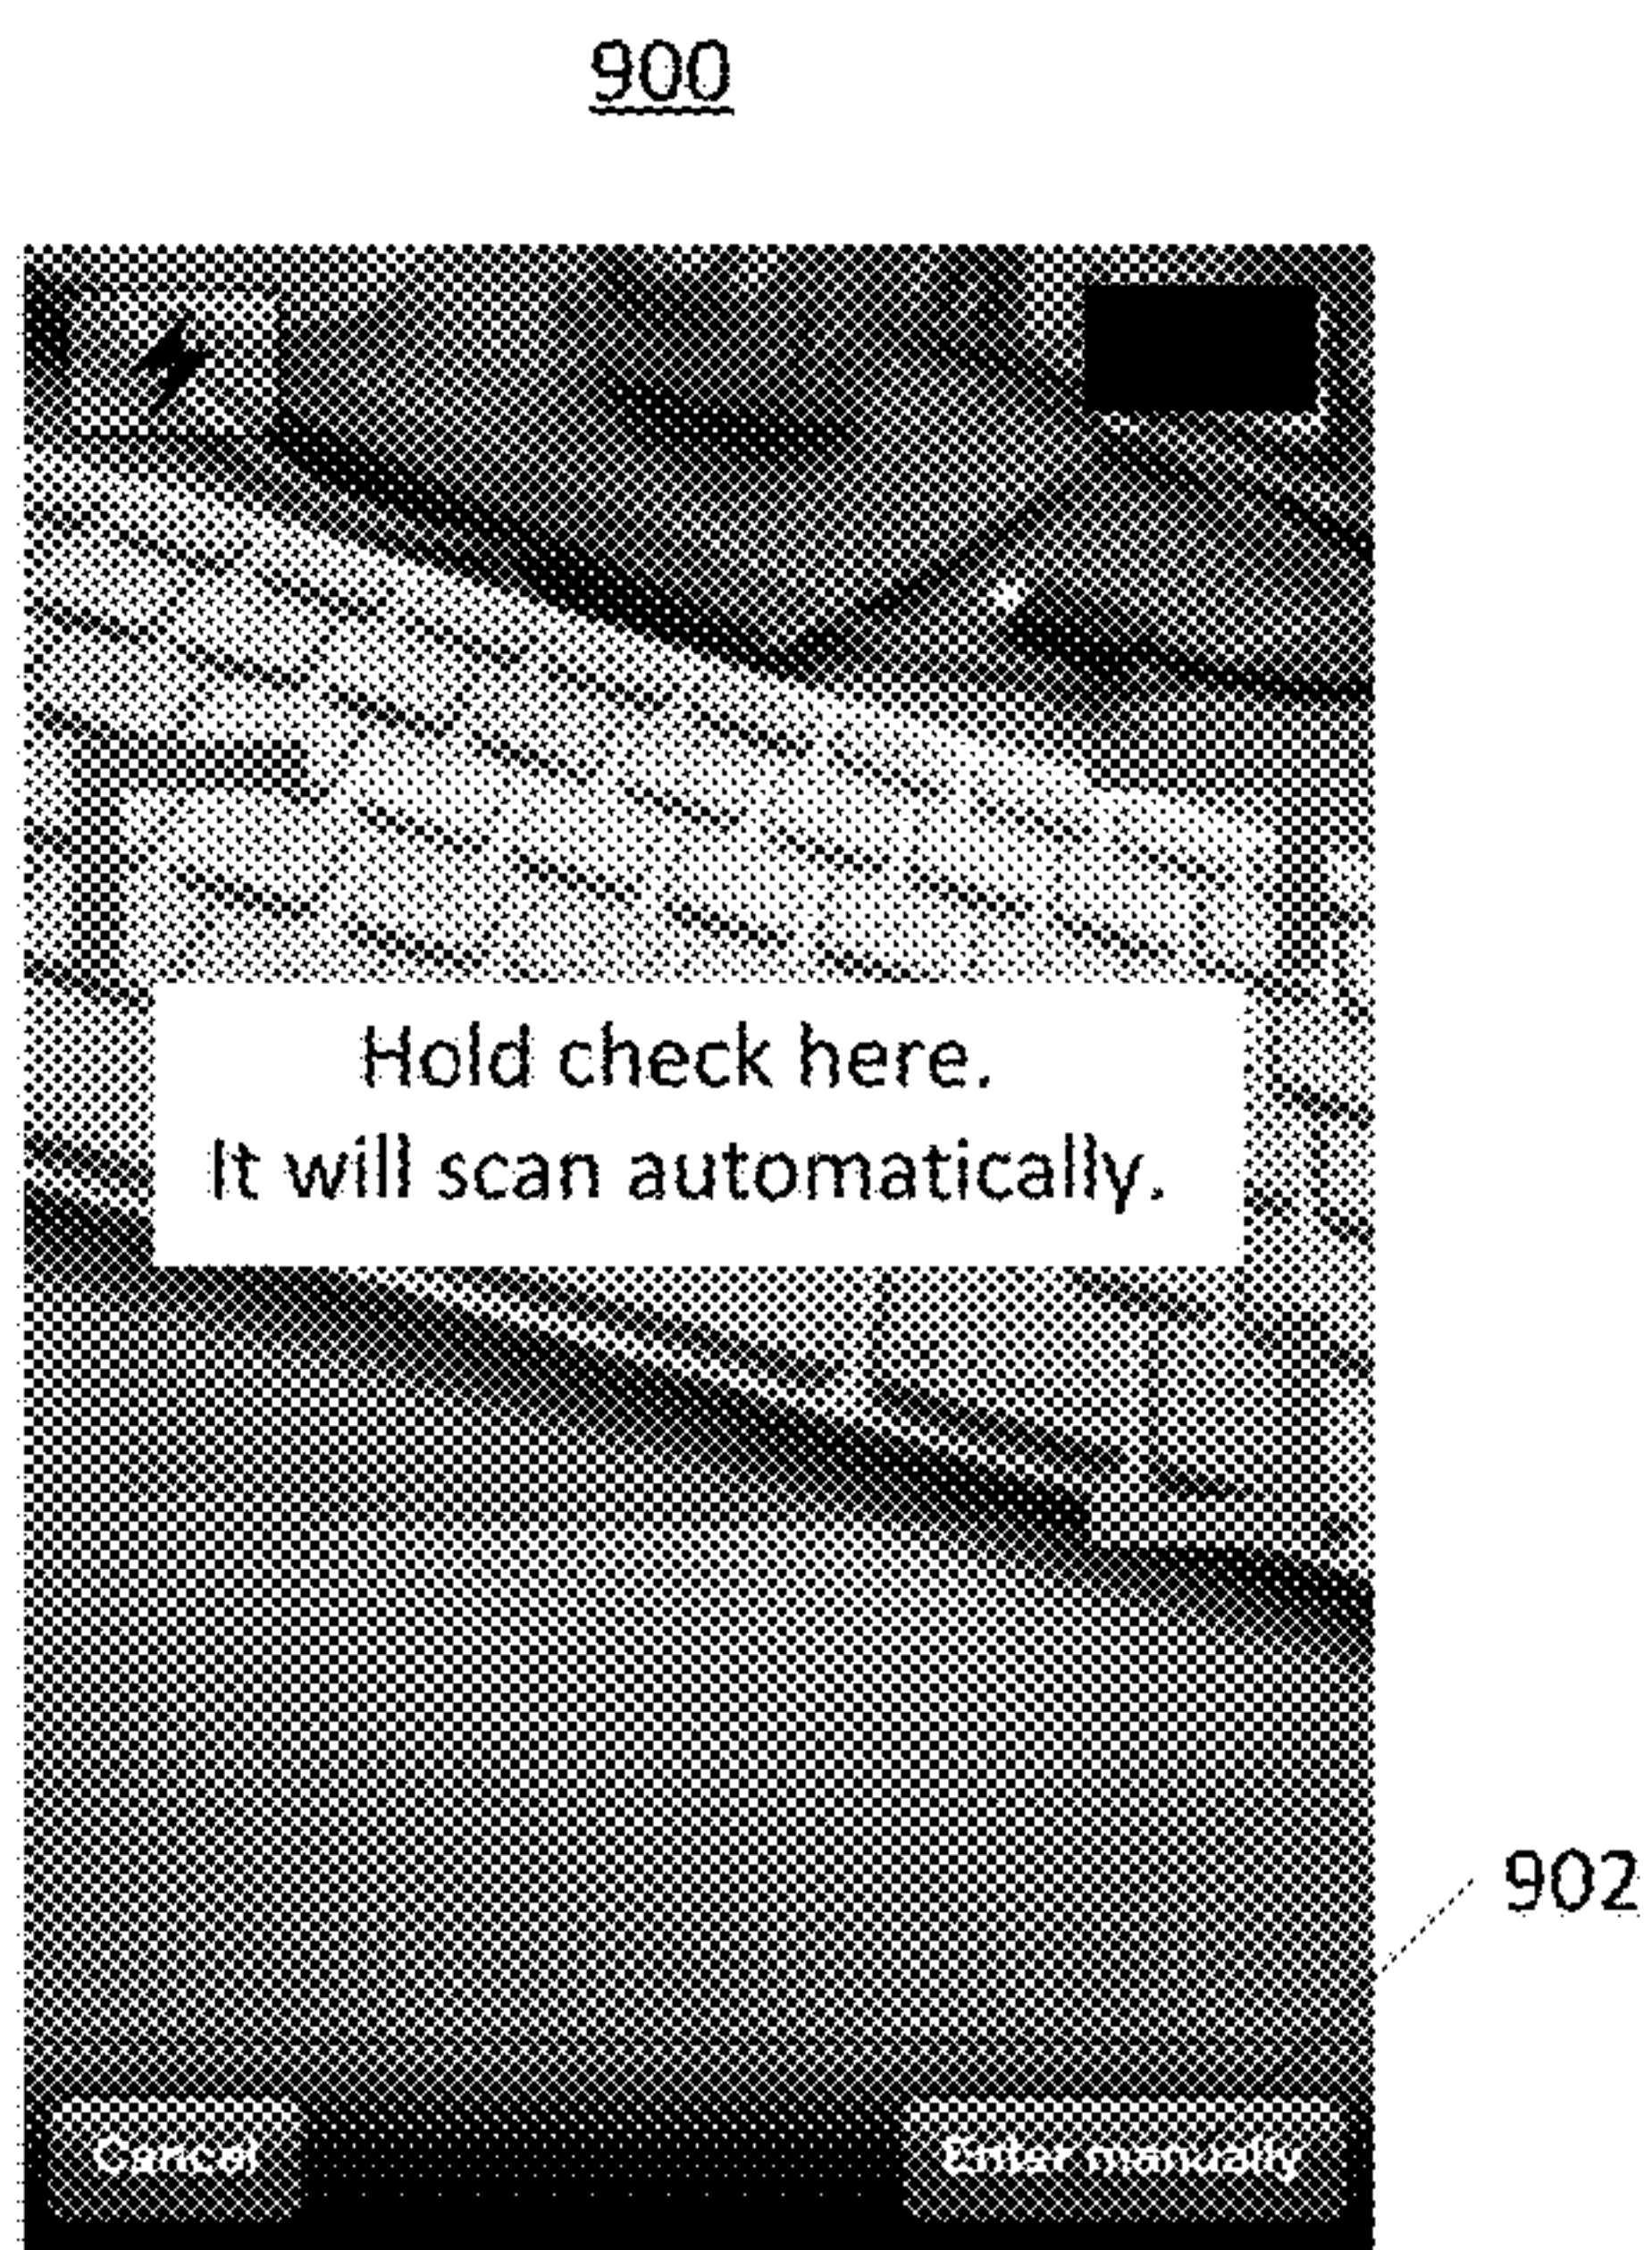 900
Hold check here.
It will scan automatically.
902
Cancel
Enter manually